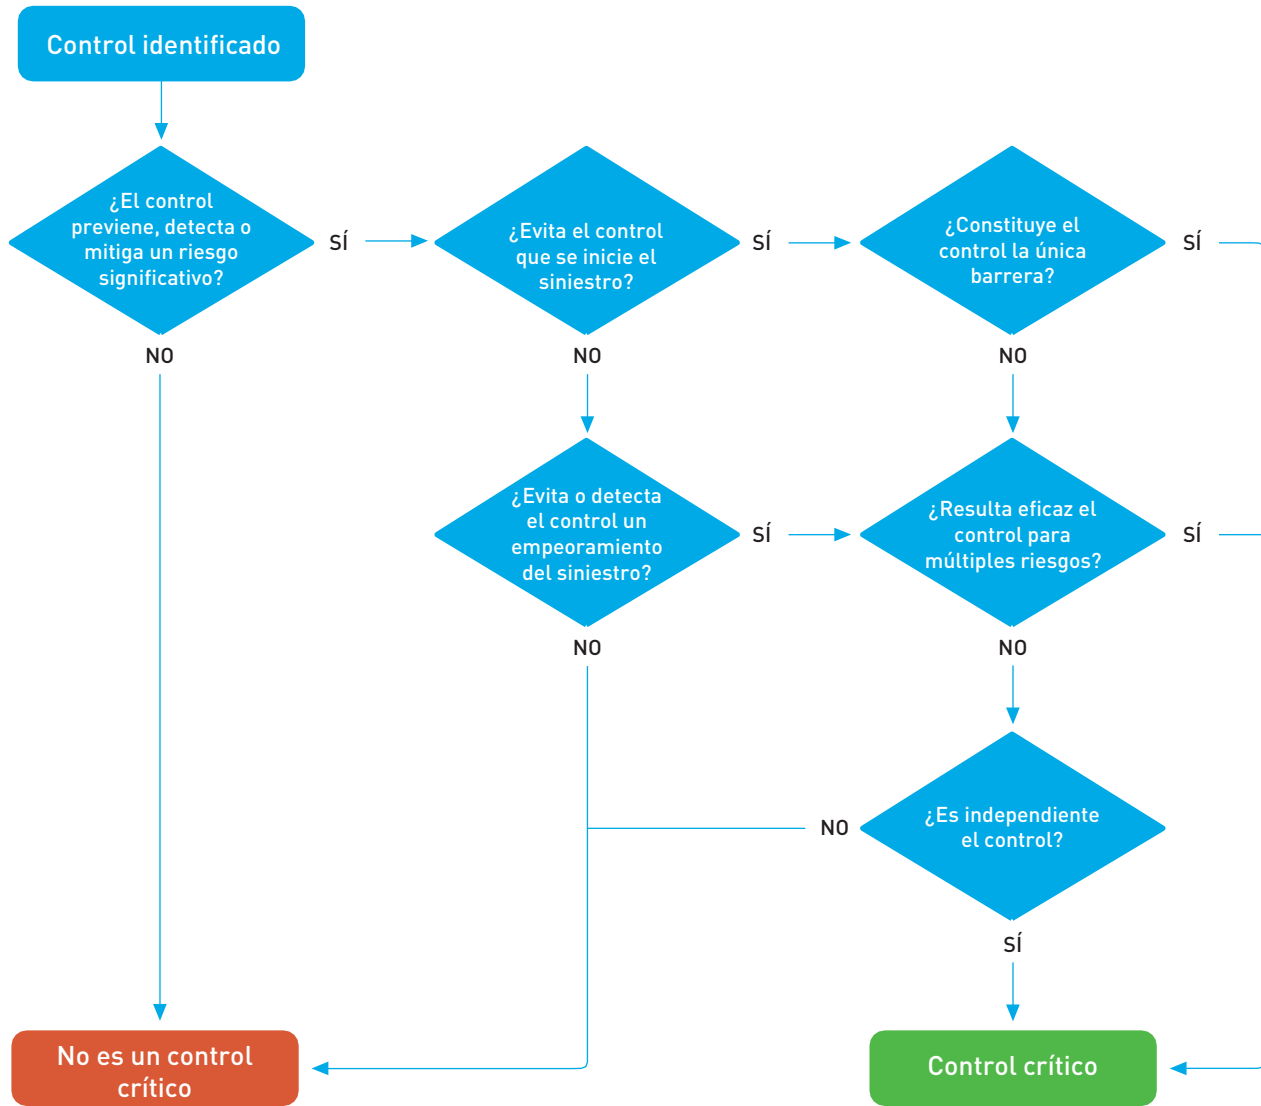 Control identificado
¿El control
previene, detecta o
mitiga un riesgo
significativo?
SÍ
¿Evita el control
que se inicie el
siniestro?
SÍ
¿Constituye el
control la única
barrera?
SÍ
NO
NO
NO
¿Evita o detecta
el control un
empeoramiento
del siniestro?
SÍ
¿Resulta eficaz el
control para
múltiples riesgos?
SÍ
NO
NO
NO
¿Es independiente
el control?
SÍ
No es un control
crítico
Control crítico